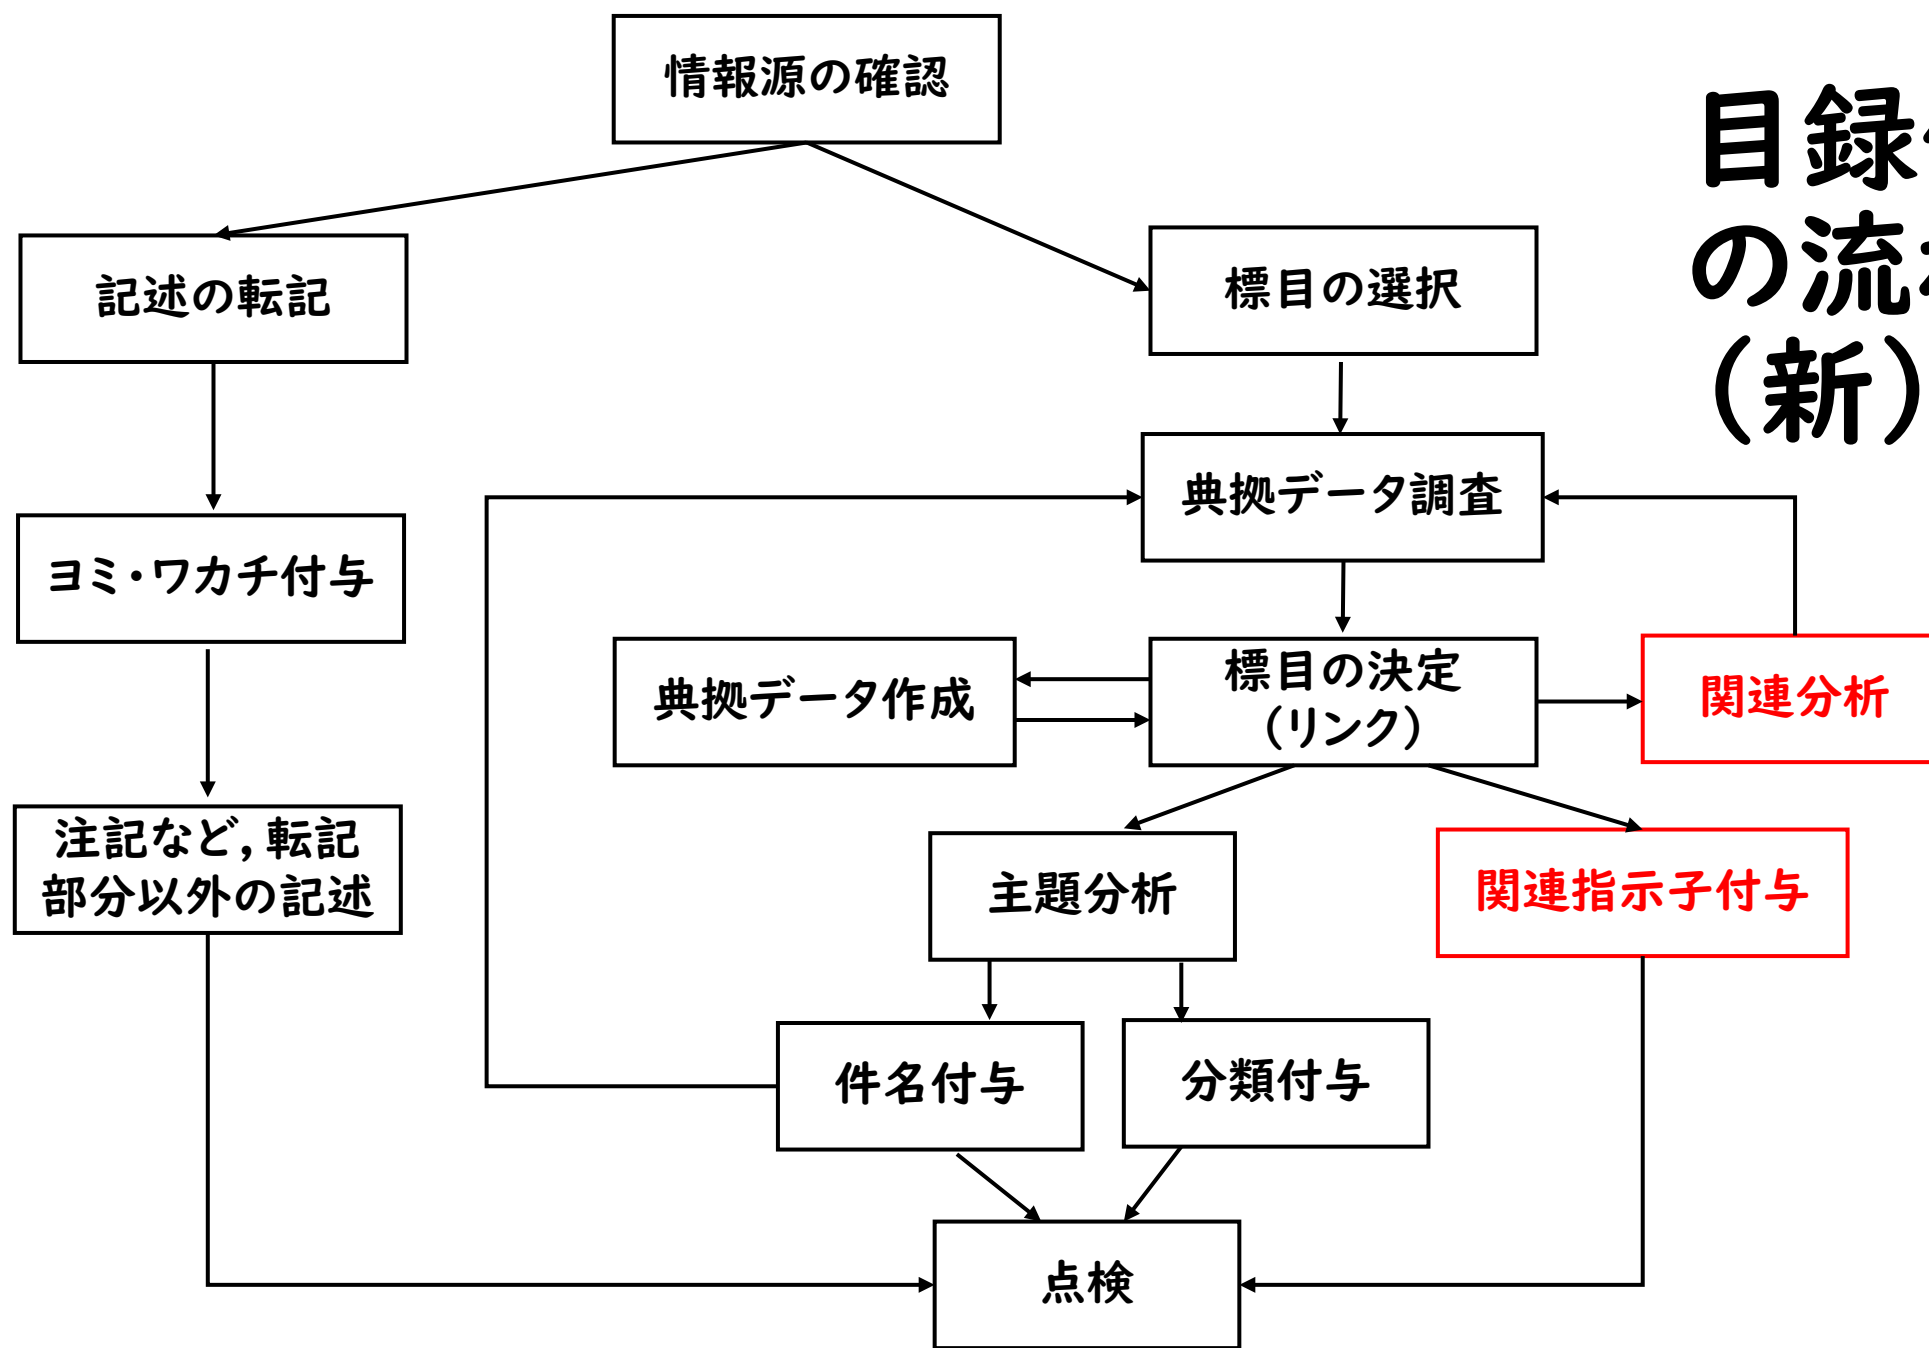 情報源の確認
目録
の流
（新）
記述の転記
標目の選択
典拠データ調査
ヨミ・ワカチ付与
典拠データ作成
標目の決定
（リンク）
関連分析
注記など，転記
部分以外の記述
主題分析
関連指示子付与
件名付与
分類付与
点検